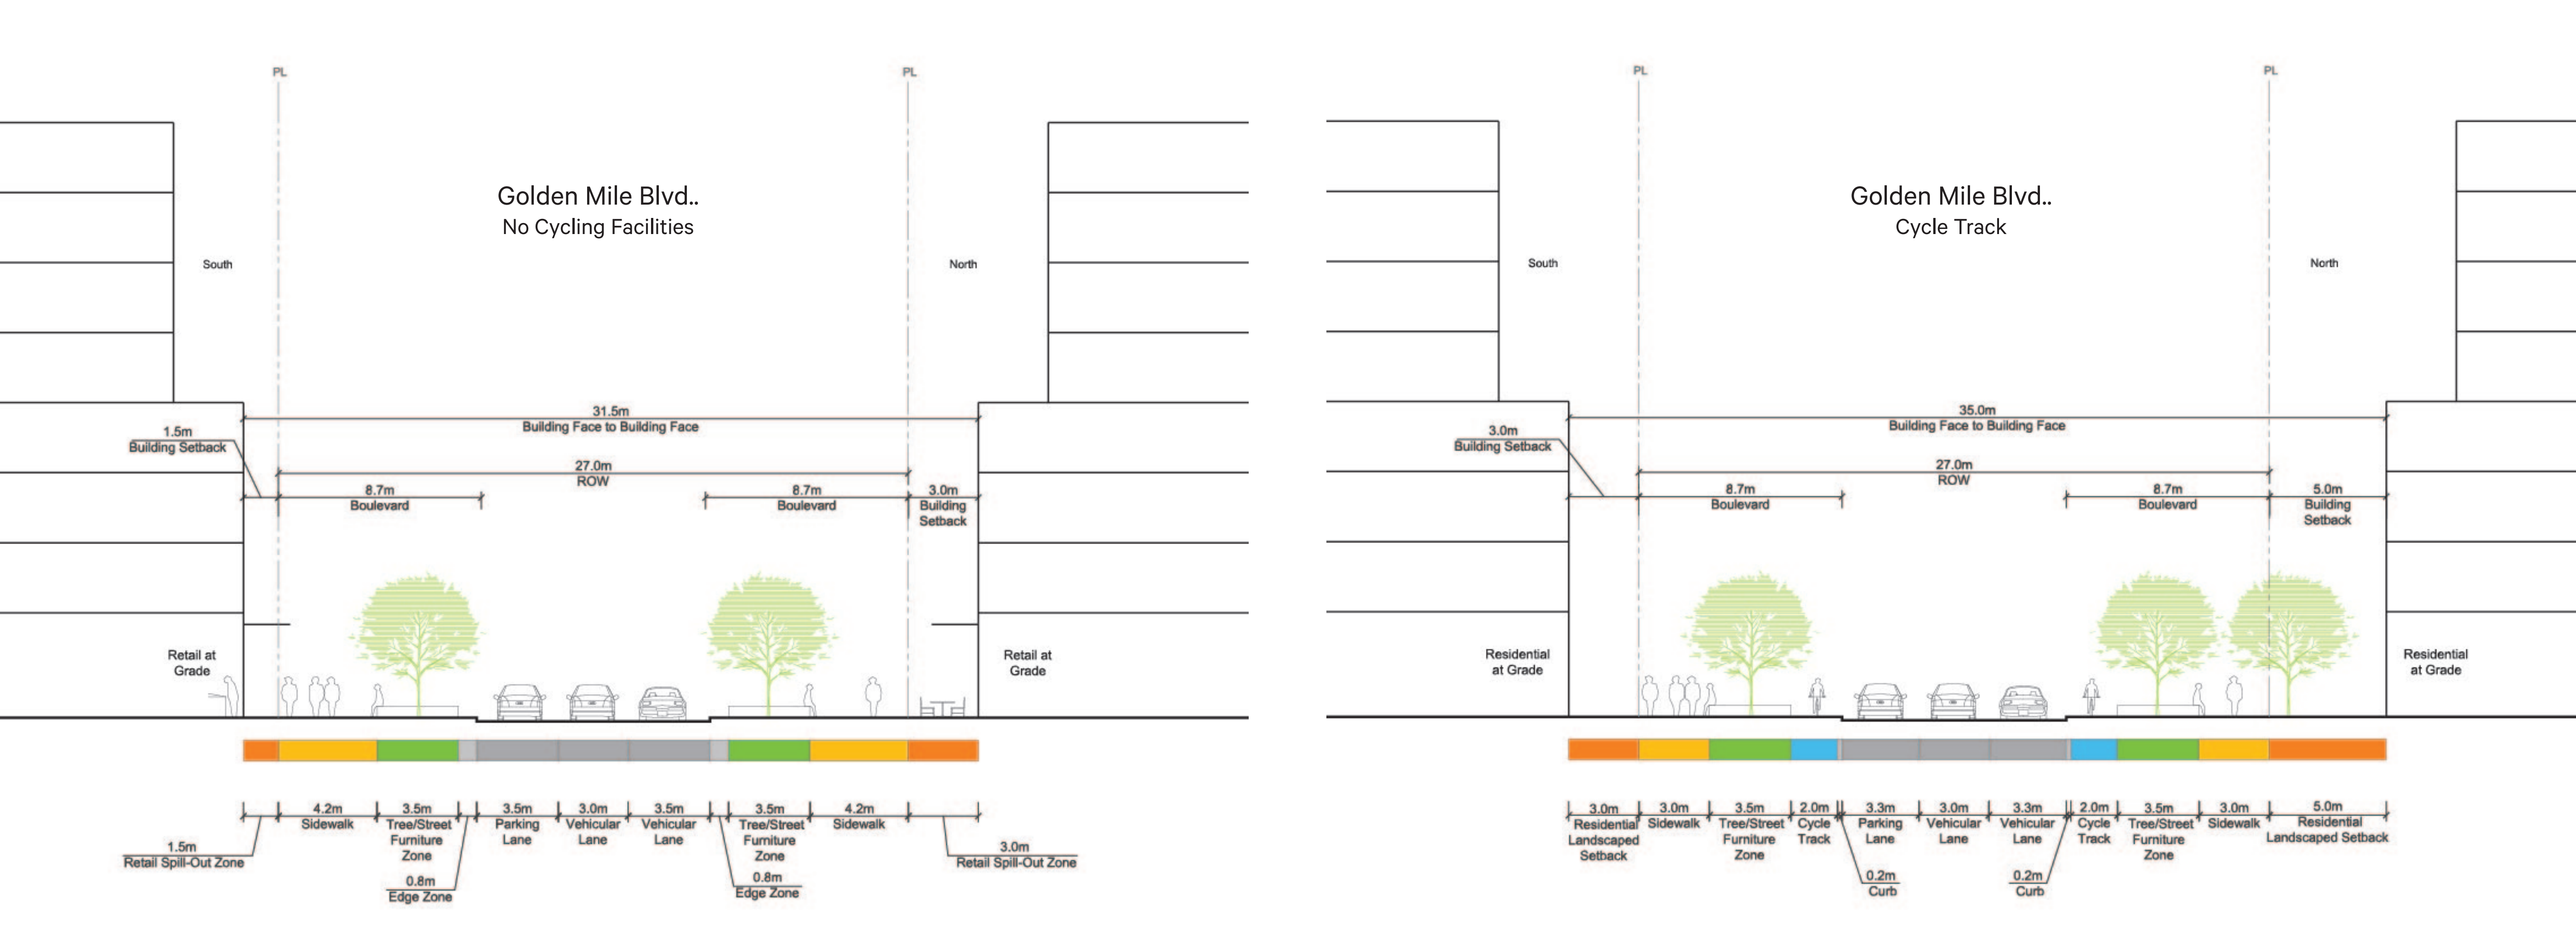 PL
PL
Golden Mile Blvd..
No Cycling Facilities
South
North
31.5m
Building Face to Building Face
1.5m
Building Setback
27.0m
ROW
8.7m
Boulevard
8.7m
Boulevard
3.0m
Building
Setback
Retail at
Grade
Retail at
Grade
4.2m
Sidewalk
3.5m
Tree/Street
Furniture
Zone
3.5m
Parking
Lane
3.0m
Vehicular
Lane
3.5m
Vehicular
Lane
3.5m
Tree/Street
Furniture
Zone
4.2m
Sidewalk
1.5m
Retail Spill-Out Zone
0.8m
Edge Zone
0.8m
Edge Zone
3.0m
Retail Spill-Out Zone
PL
PL
Golden Mile Blvd..
Cycle Track
South
North
35.0m
Building Face to Building Face
3.0m
Building Setback
27.0m
ROW
8.7m
Boulevard
8.7m
Boulevard
5.0m
Building
Setback
Residential
at Grade
Residential
at Grade
3.0m
Residential
Landscaped
Setback
3.0m
Sidewalk
3.5m
Tree/Street
Furniture
Zone
2.0m
Cycle
Track
3.3m
Parking
Lane
3.0m
Vehicular
Lane
3.3m
Vehicular
Lane
2.0m
Cycle
Track
3.5m
Tree/Street
Furniture
Zone
3.0m
Sidewalk
5.0m
Residential
Landscaped Setback
0.2m
Curb
0.2m
Curb